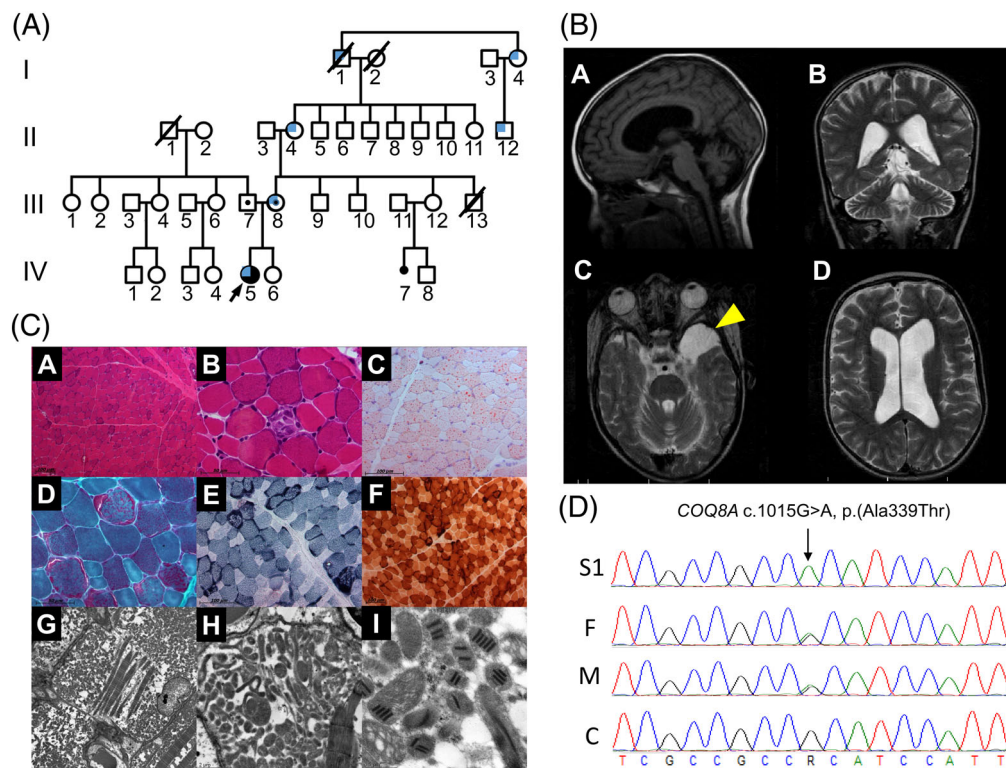 (A)
I
1 2 3 4
II
1 2 3 4 5 6 7 8 9 10 11 12
III
1 2 3 4 5 6 7 8 9 10 11 12 13
IV
1 2 3 4 5 6 7 8
(B)
A B
C D
(C)
A B C
D E F
G H I
(D)
COQ8A c.1015G>A, p.(Ala339Thr)
S1
F
M
C
T C G C C G C C R C A T C C A T T